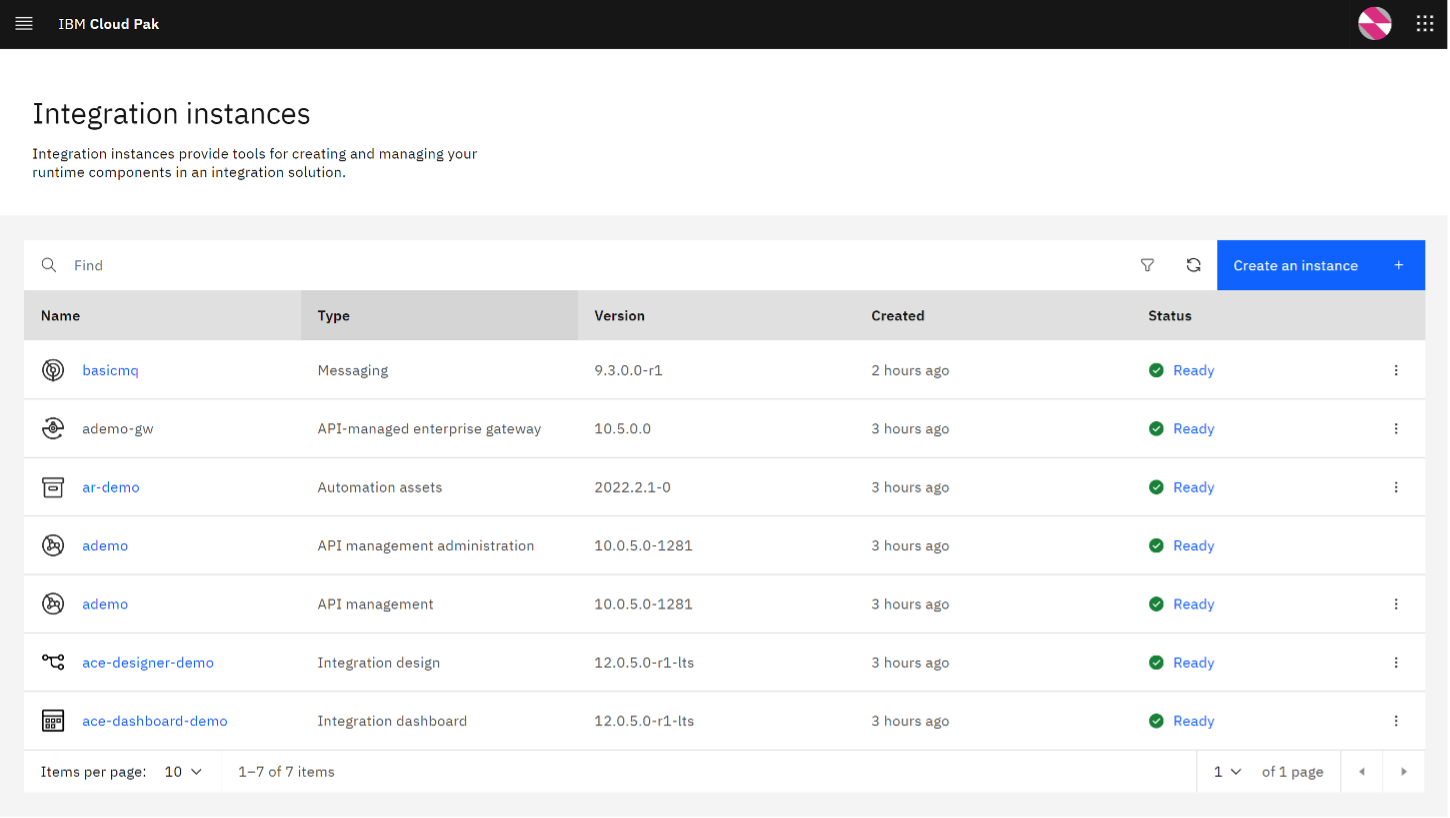 IBM Cloud Pak
Integration instances
Integration instances provide tools for creating and managing your
runtime components in an integration solution.
Find
Create an instance +
Name Type Version Created Status
basicmq Messaging 9.3.0.0-r1 2 hours ago Ready
ademo-gw API-managed enterprise gateway 10.5.0.0 3 hours ago Ready
ar-demo Automation assets 2022.2.1-0 3 hours ago Ready
ademo API management administration 10.0.5.0-1281 3 hours ago Ready
ademo API management 10.0.5.0-1281 3 hours ago Ready
ace-designer-demo Integration design 12.0.5.0-r1-lts 3 hours ago Ready
ace-dashboard-demo Integration dashboard 12.0.5.0-r1-lts 3 hours ago Ready
Items per page: 10 1–7 of 7 items 1 of 1 page